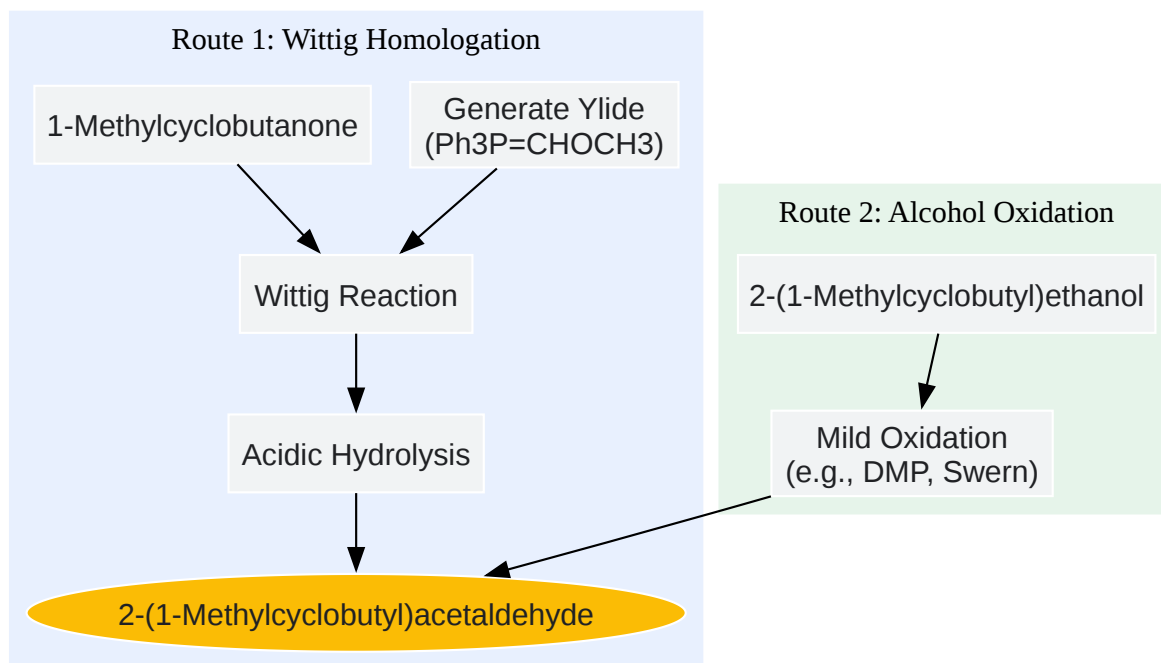 Route 1: Wittig Homologation
1-Methylcyclobutanone
Generate Ylide
(Ph3P=CHOCH3)
Wittig Reaction
Acidic Hydrolysis
Route 2: Alcohol Oxidation
2-(1-Methylcyclobutyl)ethanol
Mild Oxidation
(e.g., DMP, Swern)
2-(1-Methylcyclobutyl)acetaldehyde